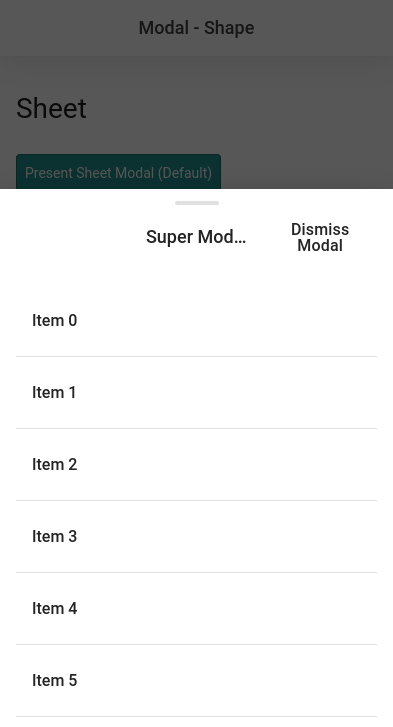 Modal - Shape
Sheet
Present Sheet Modal (Default)
Super Mod...
Dismiss
Modal
Item 0
Item 1
Item 2
Item 3
Item 4
Item 5